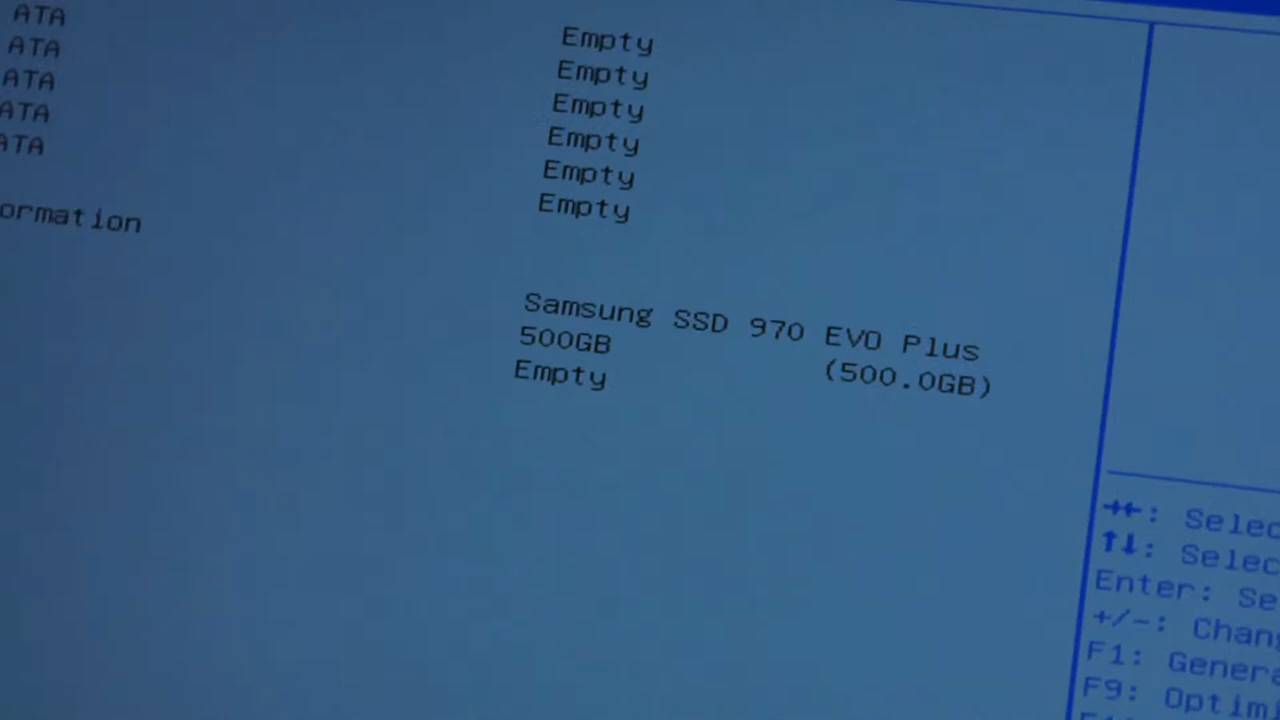 ATA
ATA
ATA
ATA
ATA
Empty
Empty
Empty
Empty
Empty
Empty
ormation
Samsung SSD 970 EVO Plus
500GB (500.0GB)
Empty
→←: Selec
↑↓: Selec
Enter: Se
+/-: Chan
F1: Genera
F9: Optim